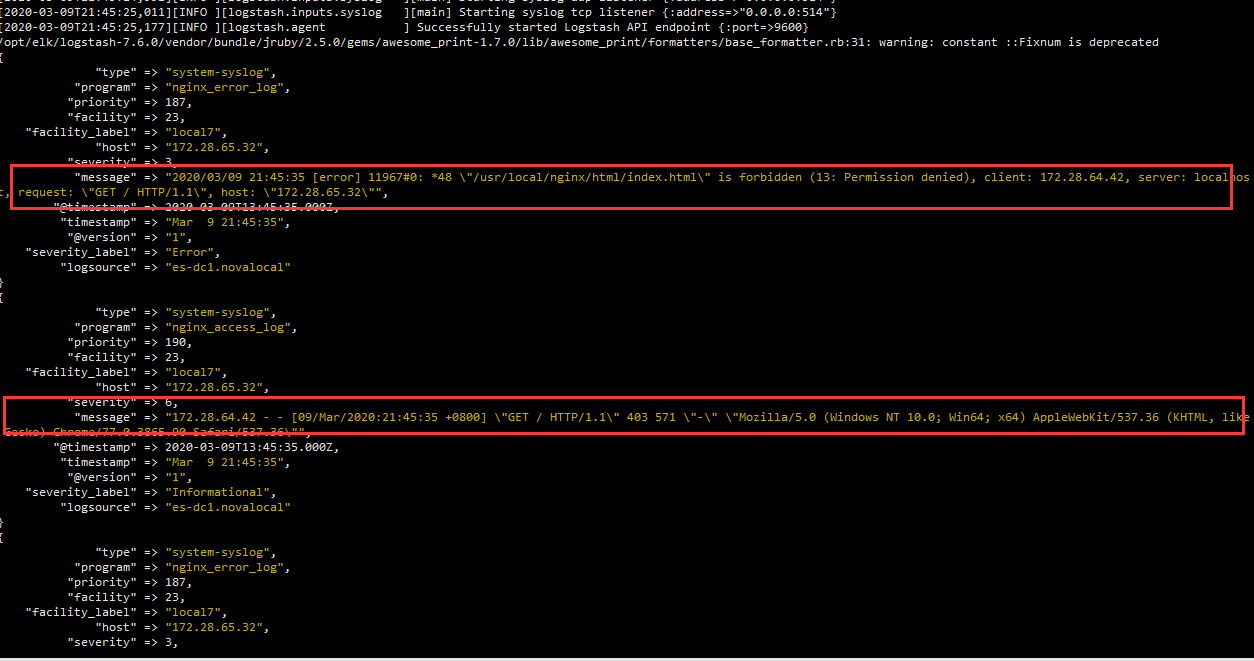 [2020-03-09T21:45:25,011][INFO ][logstash.inputs.syslog   ][main] Starting syslog tcp listener {:address=>"0.0.0.0:514"}
[2020-03-09T21:45:25,177][INFO ][logstash.agent           ] Successfully started Logstash API endpoint {:port=>9600}
/opt/elk/logstash-7.6.0/vendor/bundle/jruby/2.5.0/gems/awesome_print-1.7.0/lib/awesome_print/formatters/base_formatter.rb:31: warning: constant ::Fixnum is deprecated
{
"type" => "system-syslog",
"program" => "nginx_error_log",
"priority" => 187,
"facility" => 23,
"facility_label" => "local7",
"host" => "172.28.65.32",
"severity" => 3,
"message" => "2020/03/09 21:45:35 [error] 11967#0: *48 \"/usr/local/nginx/html/index.html\" is forbidden (13: Permission denied), client: 172.28.64.42, server: localhos
t, request: \"GET / HTTP/1.1\", host: \"172.28.65.32\"",
"@timestamp" => 2020-03-09T13:45:35.000Z,
"timestamp" => "Mar  9 21:45:35",
"@version" => "1",
"severity_label" => "Error",
"logsource" => "es-dc1.novalocal"
}
{
"type" => "system-syslog",
"program" => "nginx_access_log",
"priority" => 190,
"facility" => 23,
"facility_label" => "local7",
"host" => "172.28.65.32",
"severity" => 6,
"message" => "172.28.64.42 - - [09/Mar/2020:21:45:35 +0800] \"GET / HTTP/1.1\" 403 571 \"-\" \"Mozilla/5.0 (Windows NT 10.0; Win64; x64) AppleWebKit/537.36 (KHTML, like
Gecko) Chrome/77.0.3865.90 Safari/537.36\"",
"@timestamp" => 2020-03-09T13:45:35.000Z,
"timestamp" => "Mar  9 21:45:35",
"@version" => "1",
"severity_label" => "Informational",
"logsource" => "es-dc1.novalocal"
}
{
"type" => "system-syslog",
"program" => "nginx_error_log",
"priority" => 187,
"facility" => 23,
"facility_label" => "local7",
"host" => "172.28.65.32",
"severity" => 3,